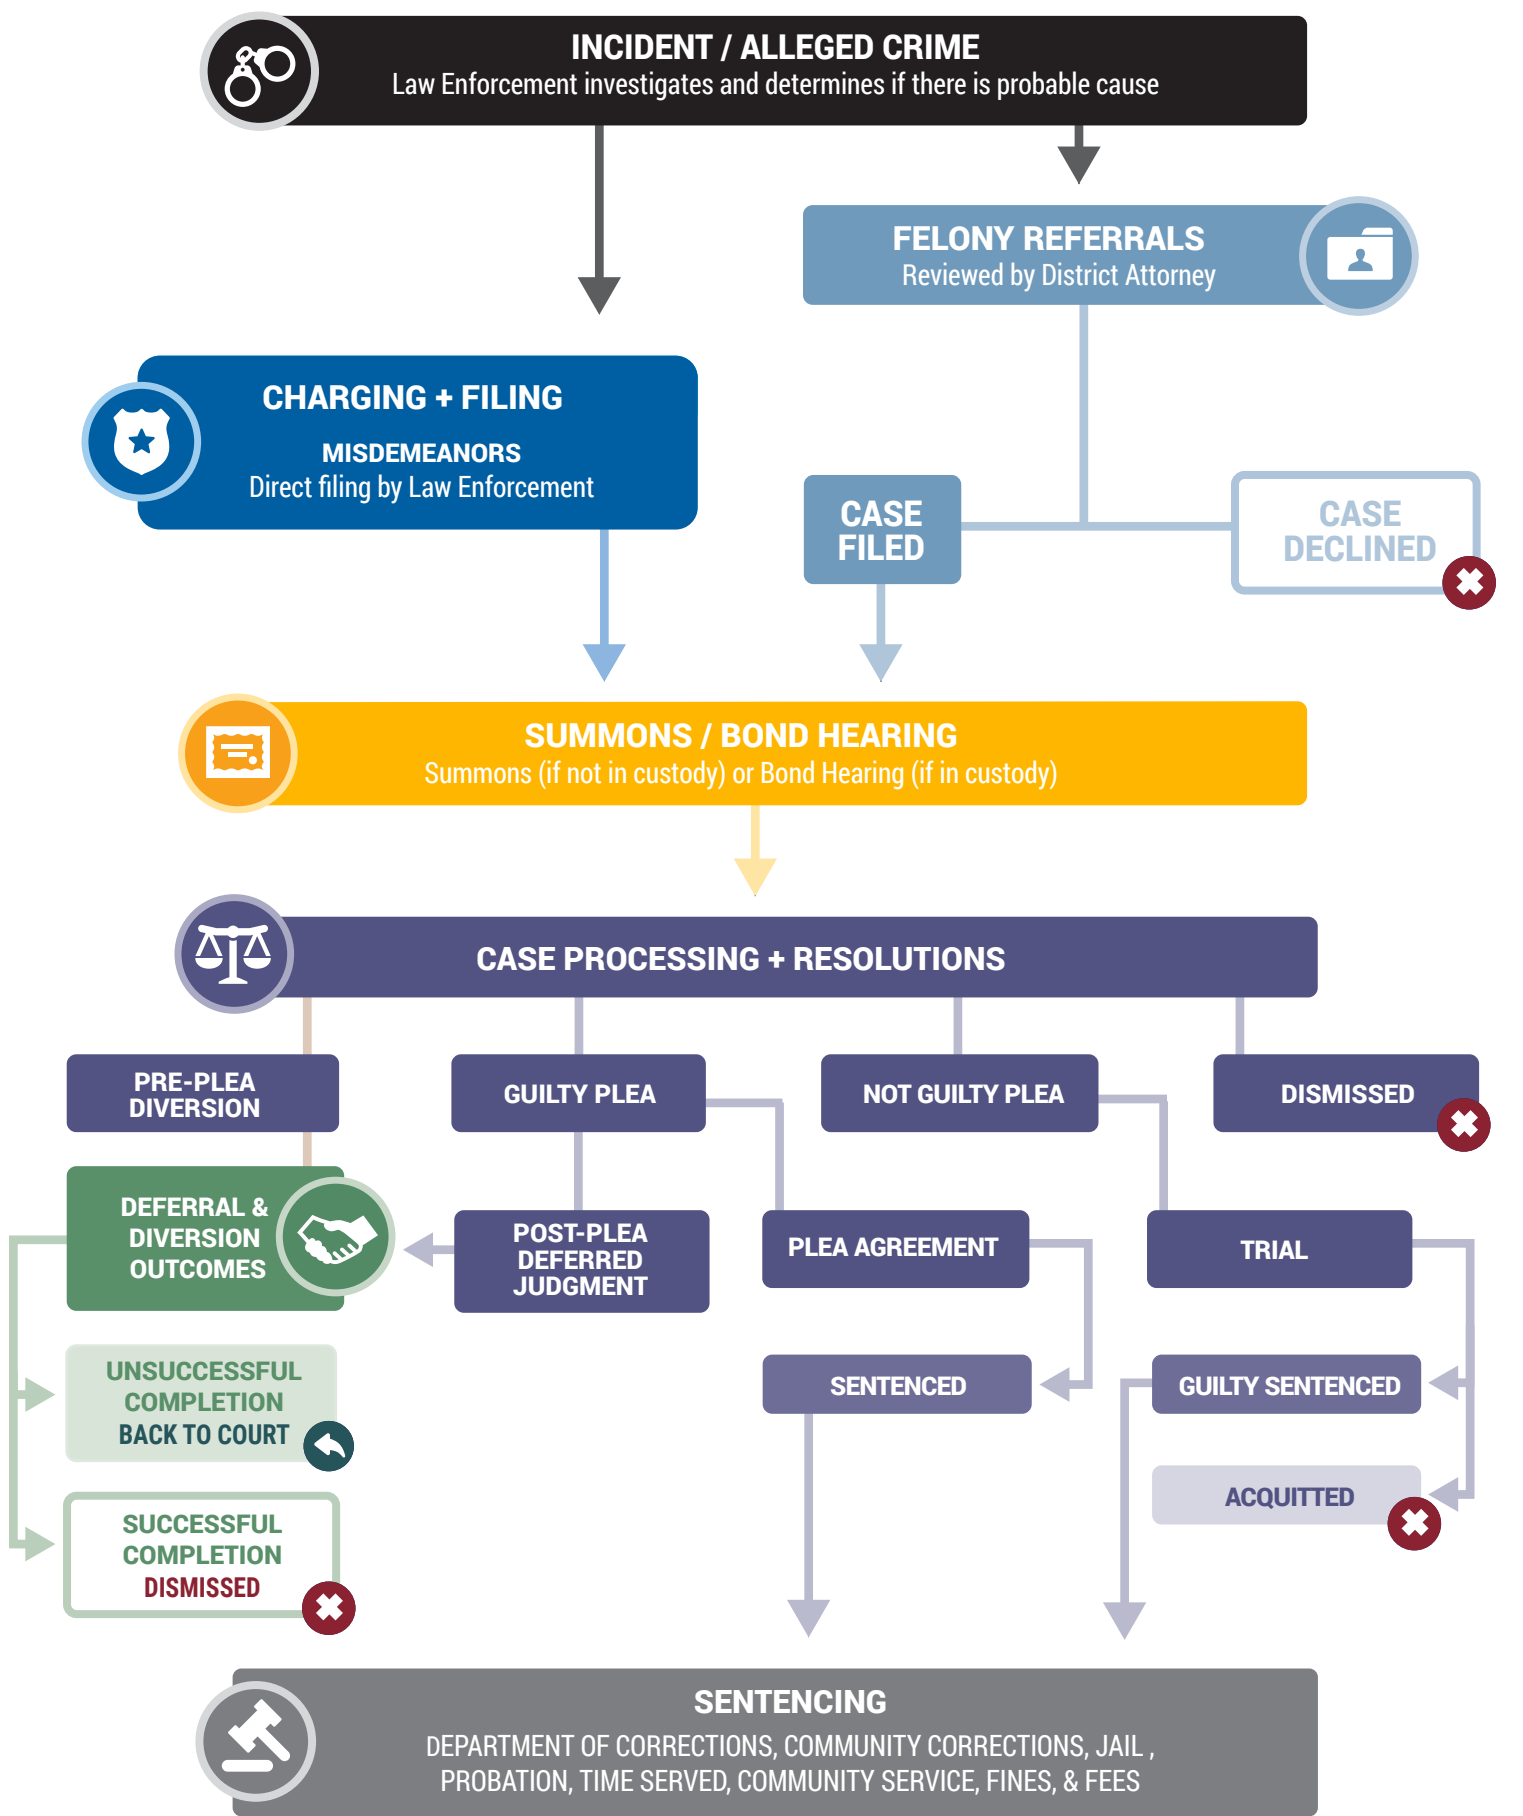 INCIDENT / ALLEGED CRIME
Law Enforcement investigates and determines if there is probable cause
FELONY REFERRALS
Reviewed by District Attorney
CHARGING + FILING
MISDEMEANORS
Direct filing by Law Enforcement
CASE
FILED
CASE
DECLINED
SUMMONS / BOND HEARING
Summons (if not in custody) or Bond Hearing (if in custody)
CASE PROCESSING + RESOLUTIONS
PRE-PLEA
DIVERSION
GUILTY PLEA
NOT GUILTY PLEA
DISMISSED
DEFERRAL &
DIVERSION
OUTCOMES
POST-PLEA
DEFERRED
JUDGMENT
PLEA AGREEMENT
TRIAL
UNSUCCESSFUL
COMPLETION
BACK TO COURT
SENTENCED
GUILTY SENTENCED
ACQUITTED
SUCCESSFUL
COMPLETION
DISMISSED
SENTENCING
DEPARTMENT OF CORRECTIONS, COMMUNITY CORRECTIONS, JAIL ,
PROBATION, TIME SERVED, COMMUNITY SERVICE, FINES, & FEES